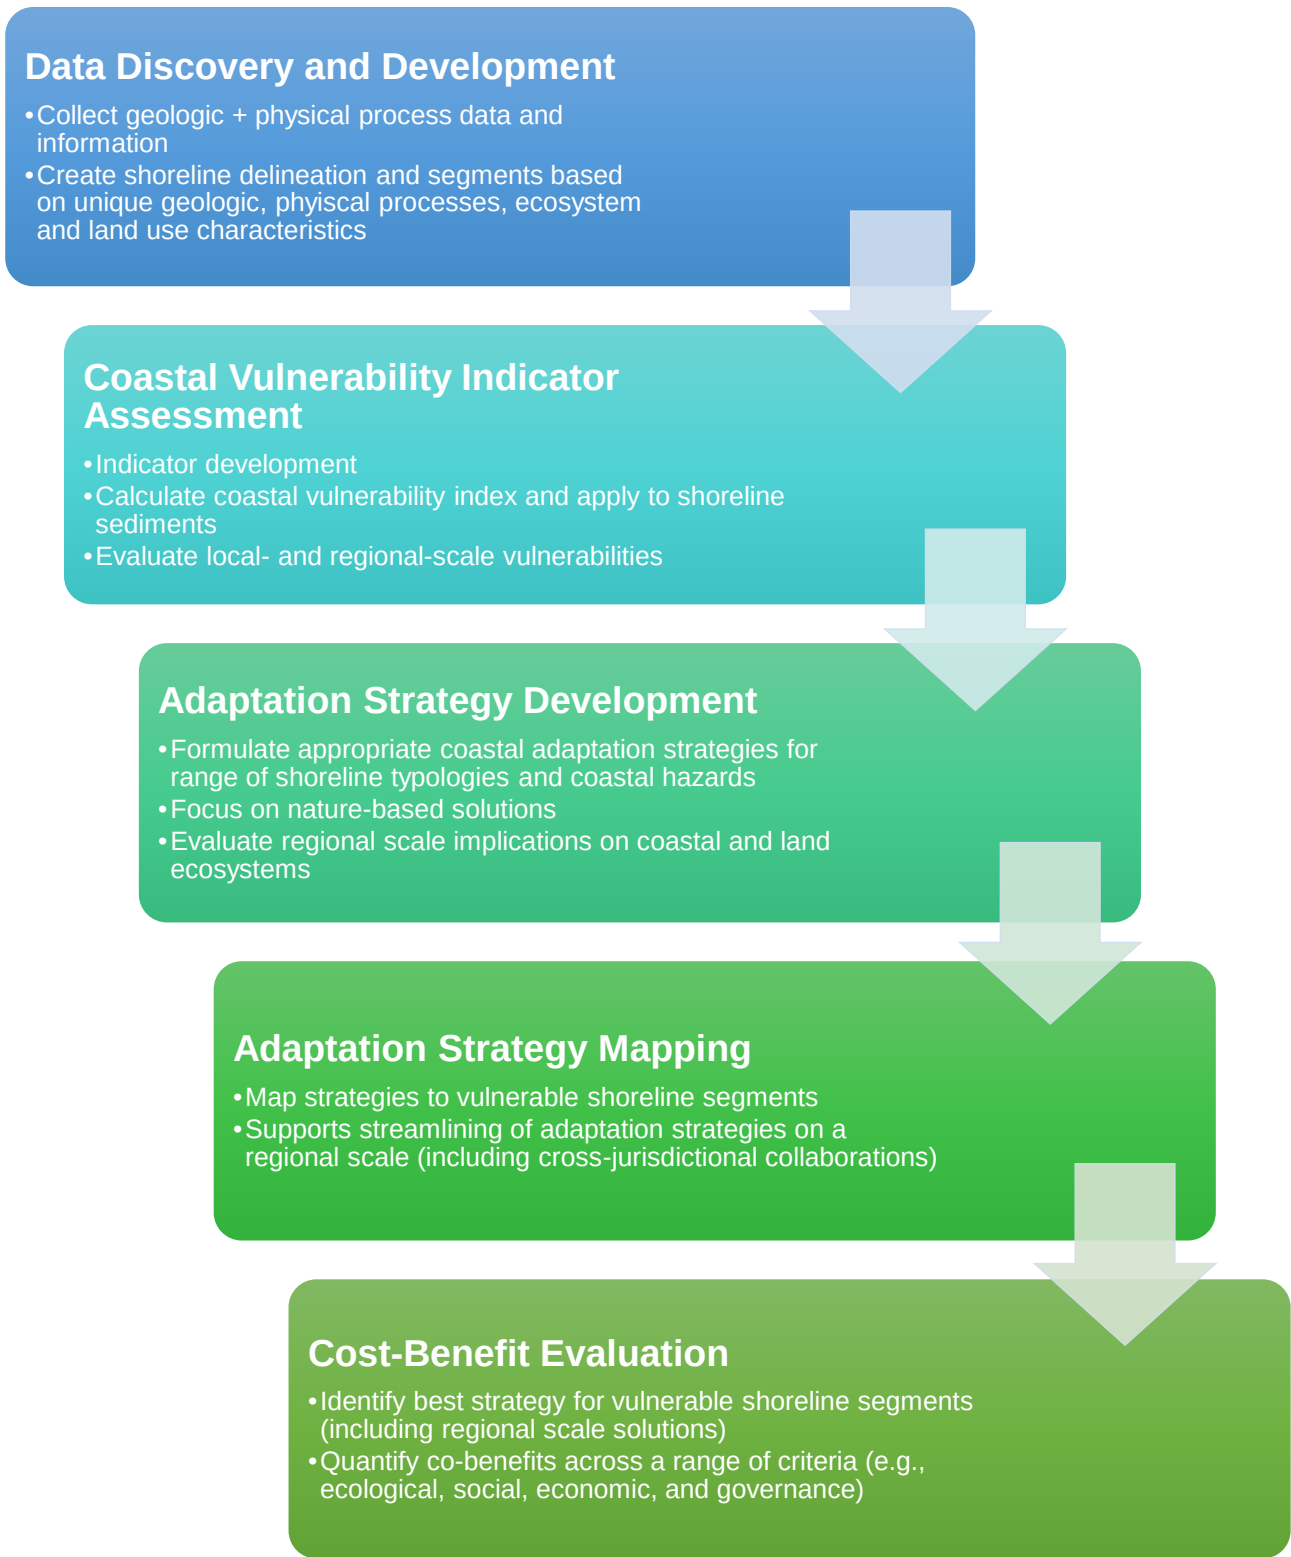 Data Discovery and Development
•Collect geologic + physical process data and
information
•Create shoreline delineation and segments based
on unique geologic, phyiscal processes, ecosystem
and land use characteristics
Coastal Vulnerability Indicator
Assessment
•Indicator development
•Calculate coastal vulnerability index and apply to shoreline
sediments
•Evaluate local- and regional-scale vulnerabilities
Adaptation Strategy Development
•Formulate appropriate coastal adaptation strategies for
range of shoreline typologies and coastal hazards
•Focus on nature-based solutions
•Evaluate regional scale implications on coastal and land
ecosystems
Adaptation Strategy Mapping
•Map strategies to vulnerable shoreline segments
•Supports streamlining of adaptation strategies on a
regional scale (including cross-jurisdictional collaborations)
Cost-Benefit Evaluation
•Identify best strategy for vulnerable shoreline segments
(including regional scale solutions)
•Quantify co-benefits across a range of criteria (e.g.,
ecological, social, economic, and governance)